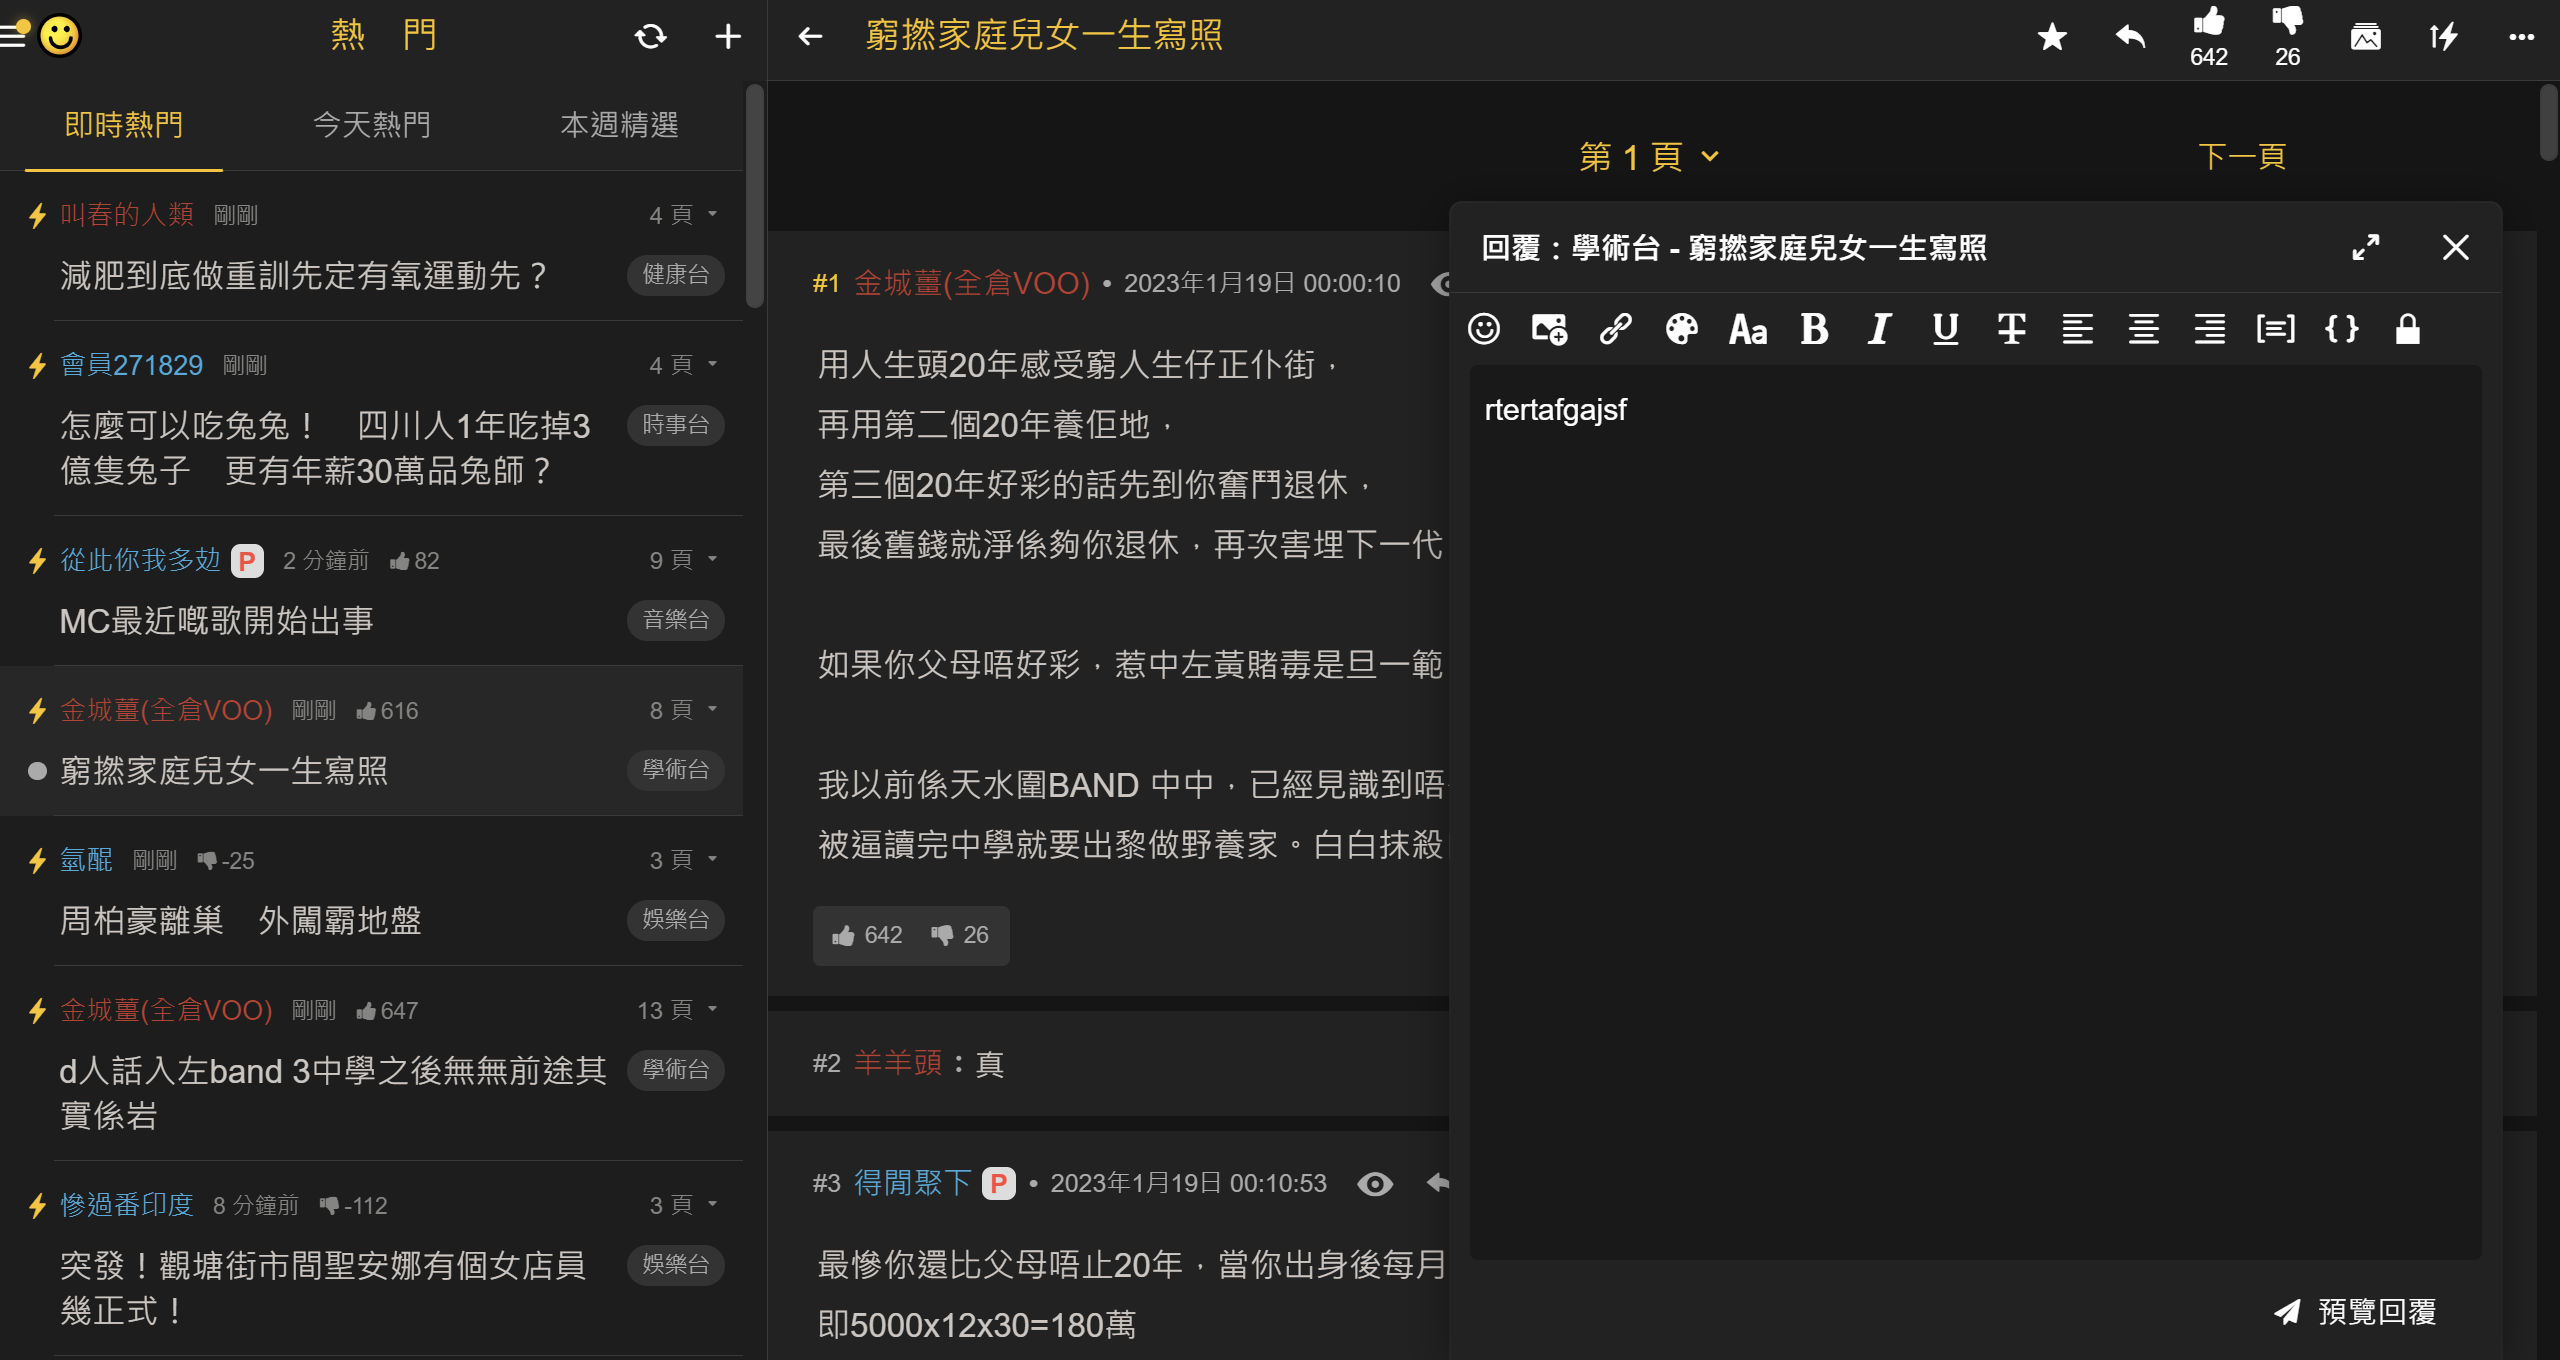 熱 門
即時熱門 今天熱門 本週精選
叫春的人類 剛剛 4 頁
減肥到底做重訓先定有氧運動先？ 健康台
會員271829 剛剛 4 頁
怎麼可以吃兔兔！ 四川人1年吃掉3 時事台
億隻兔子 更有年薪30萬品兔師？
從此你我多攰 P 2 分鐘前 82 9 頁
MC最近嘅歌開始出事 音樂台
金城薑(全倉VOO) 剛剛 616 8 頁
窮撚家庭兒女一生寫照 學術台
氬醌 剛剛 -25 3 頁
周柏豪離巢 外闖霸地盤 娛樂台
金城薑(全倉VOO) 剛剛 647 13 頁
d人話入左band 3中學之後無無前途其 學術台
實係岩
慘過番印度 8 分鐘前 -112 3 頁
突發！觀塘街市間聖安娜有個女店員 娛樂台
幾正式！
窮撚家庭兒女一生寫照
642 26
第 1 頁 下一頁
#1 金城薑(全倉VOO) • 2023年1月19日 00:00:10
用人生頭20年感受窮人生仔正仆街，
再用第二個20年養佢地，
第三個20年好彩的話先到你奮鬥退休，
最後舊錢就淨係夠你退休，再次害埋下一代
如果你父母唔好彩，惹中左黃賭毒是旦一範
我以前係天水圍BAND 中中，已經見識到唔
被逼讀完中學就要出黎做野養家。白白抹殺
642 26
#2 羊羊頭：真
#3 得閒聚下 P • 2023年1月19日 00:10:53
最慘你還比父母唔止20年，當你出身後每月
即5000x12x30=180萬
回覆：學術台 - 窮撚家庭兒女一生寫照
Aa B I U T
rtertafgajsf
預覽回覆